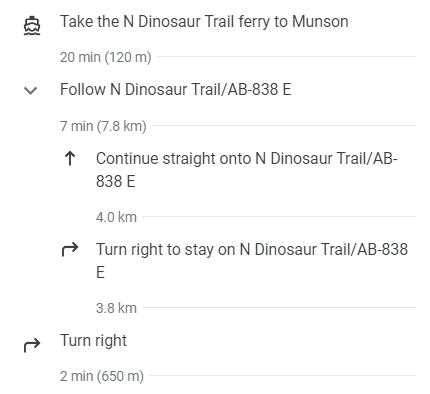 Take the N Dinosaur Trail ferry to Munson
20 min (120 m)
Follow N Dinosaur Trail/AB-838 E
7 min (7.8 km)
Continue straight onto N Dinosaur Trail/AB-
838 E
4.0 km
Turn right to stay on N Dinosaur Trail/AB-838
E
3.8 km
Turn right
2 min (650 m)